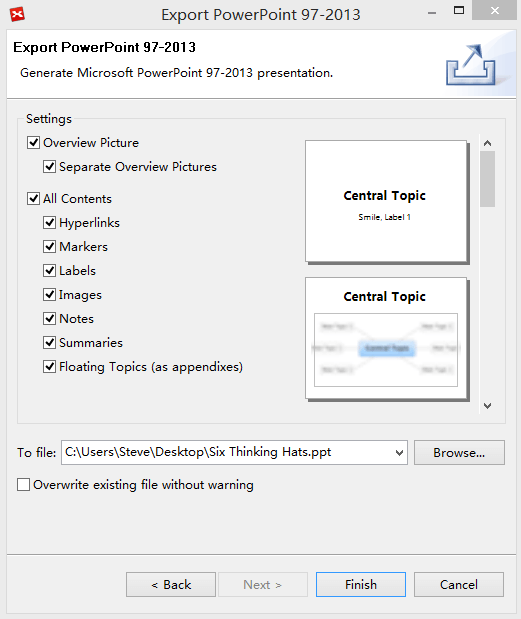 Export PowerPoint 97-2013
Export PowerPoint 97-2013
Generate Microsoft PowerPoint 97-2013 presentation.
Settings
Overview Picture
Separate Overview Pictures
All Contents
Hyperlinks
Markers
Labels
Images
Notes
Summaries
Floating Topics (as appendixes)
Central Topic
Smile, Label 1
Central Topic
Central Topic
To file:
C:\Users\Steve\Desktop\Six Thinking Hats.ppt
Browse...
Overwrite existing file without warning
< Back
Next >
Finish
Cancel